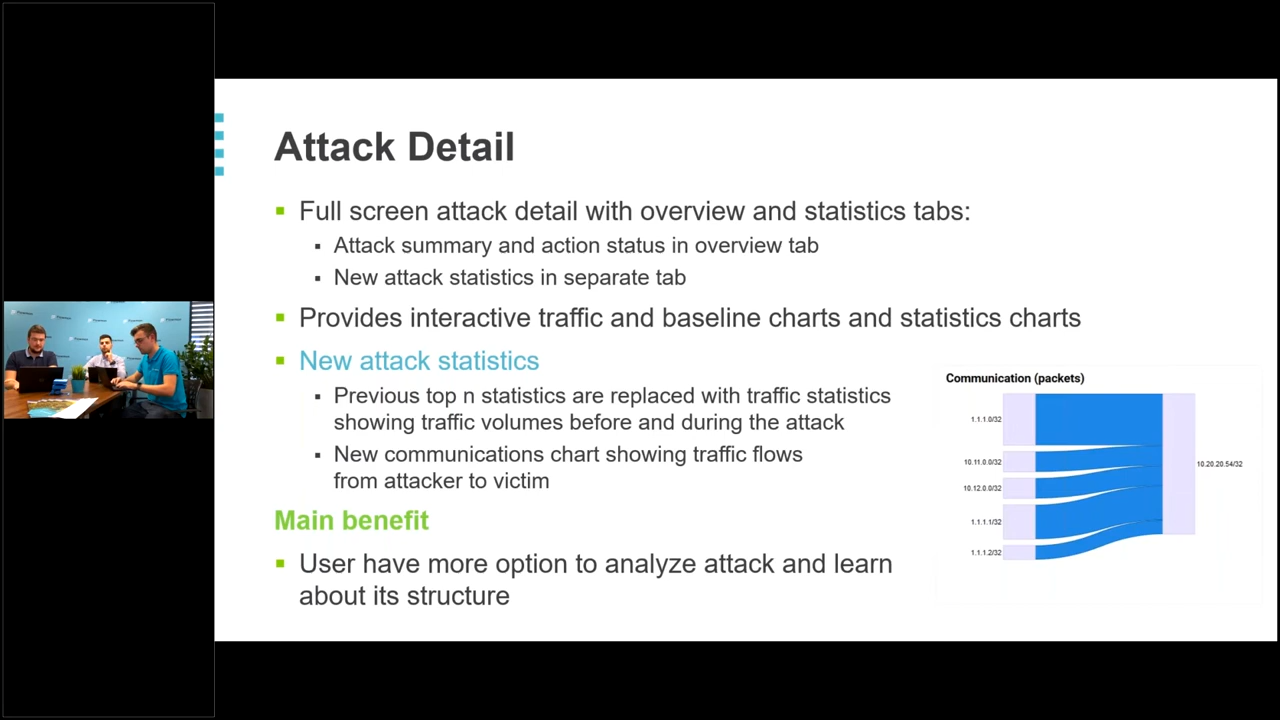 Attack Detail
Full screen attack detail with overview and statistics tabs:
Attack summary and action status in overview tab
New attack statistics in separate tab
Provides interactive traffic and baseline charts and statistics charts
New attack statistics
Previous top n statistics are replaced with traffic statistics
showing traffic volumes before and during the attack
New communications chart showing traffic flows
from attacker to victim
Main benefit
User have more option to analyze attack and learn
about its structure
Communication (packets)
1.1.1.0/32
10.11.0.0/32
10.12.0.0/32
1.1.1.1/32
1.1.1.2/32
10.20.20.54/32